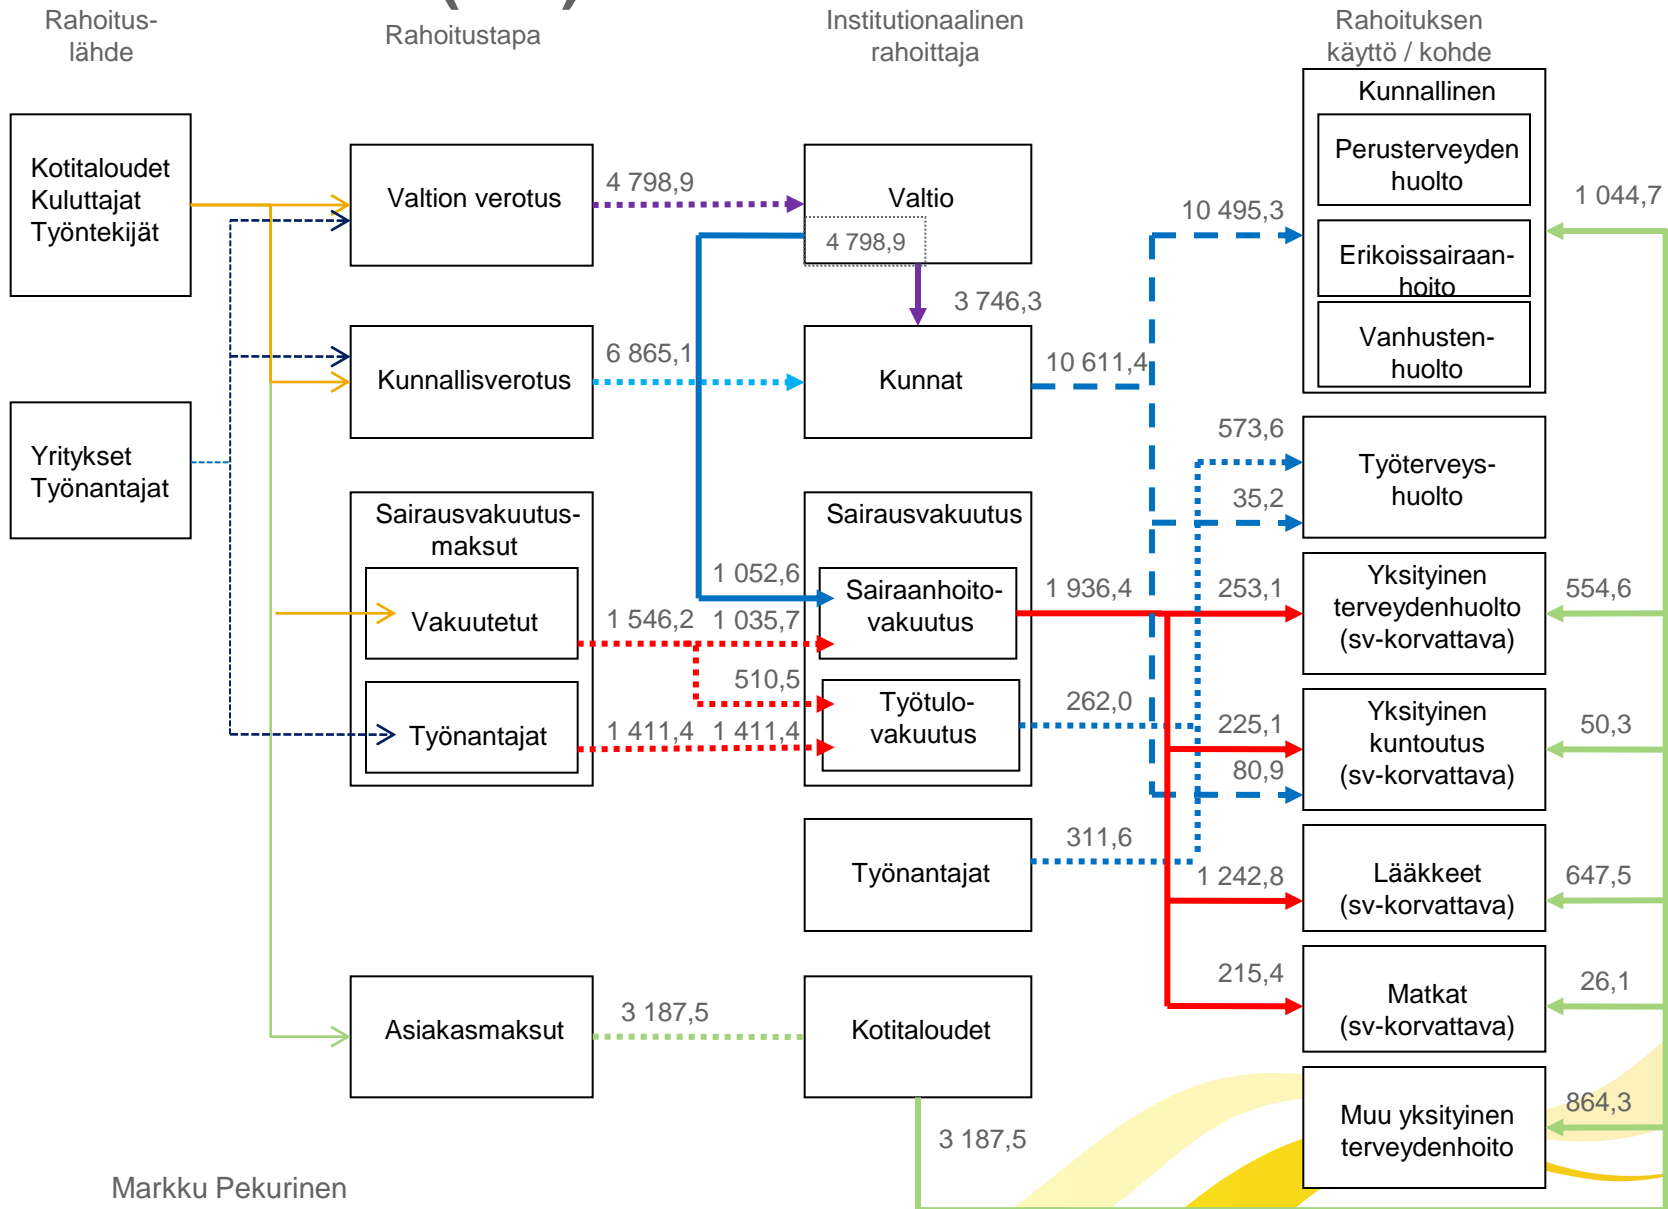 Rahoitus-
lähde
Rahoitustapa
Institutionaalinen
rahoittaja
Rahoituksen
käyttö / kohde
Kotitaloudet
Kuluttajat
Työntekijät
Yritykset
Työnantajat
Valtion verotus
4 798,9
Kunnallisverotus
6 865,1
Sairausvakuutus-
maksut
Vakuutetut
1 546,2
1 035,7
510,5
Työnantajat
1 411,4
1 411,4
Asiakasmaksut
3 187,5
Valtio
4 798,9
3 746,3
Kunnat
10 611,4
Sairausvakuutus
1 052,6
Sairaanhoito-
vakuutus
1 936,4
Työtulo-
vakuutus
262,0
Työnantajat
311,6
Kotitaloudet
3 187,5
Kunnallinen
Perusterveyden
huolto
Erikoissairaan-
hoito
Vanhusten-
huolto
10 495,3
1 044,7
573,6
35,2
Työterveys-
huolto
253,1
Yksityinen
terveydenhuolto
(sv-korvattava)
554,6
225,1
80,9
Yksityinen
kuntoutus
(sv-korvattava)
50,3
1 242,8
Lääkkeet
(sv-korvattava)
647,5
215,4
Matkat
(sv-korvattava)
26,1
Muu yksityinen
terveydenhoito
864,3
Markku Pekurinen